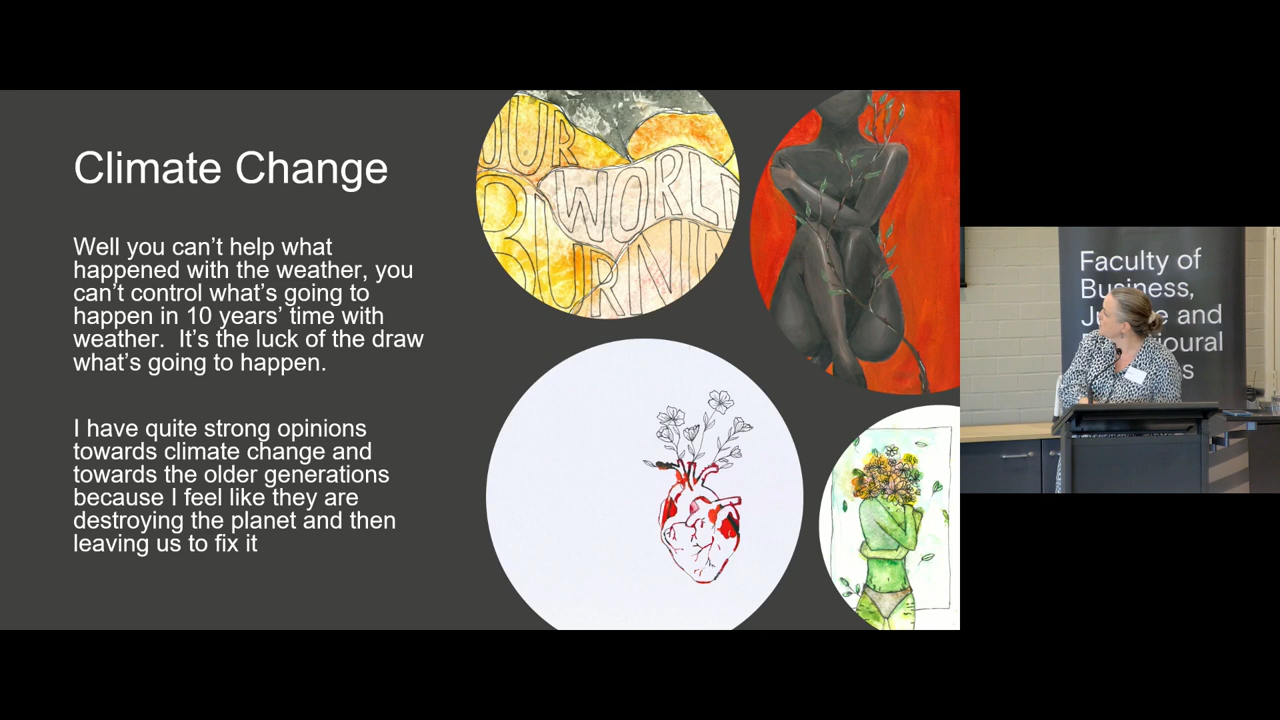 Climate Change
Well you can’t help what
happened with the weather, you
can’t control what’s going to
happen in 10 years’ time with
weather.  It’s the luck of the draw
what’s going to happen.
I have quite strong opinions
towards climate change and
towards the older generations
because I feel like they are
destroying the planet and then
leaving us to fix it
OUR
WORLD
BURNIN
Faculty of
Business,
and